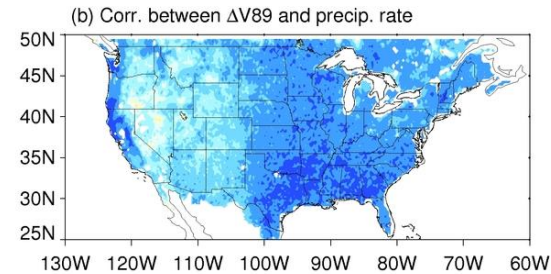 (b) Corr. between ΔV89 and precip. rate
50N
45N
40N
35N
30N
25N
130W 120W 110W 100W 90W 80W 70W 60W